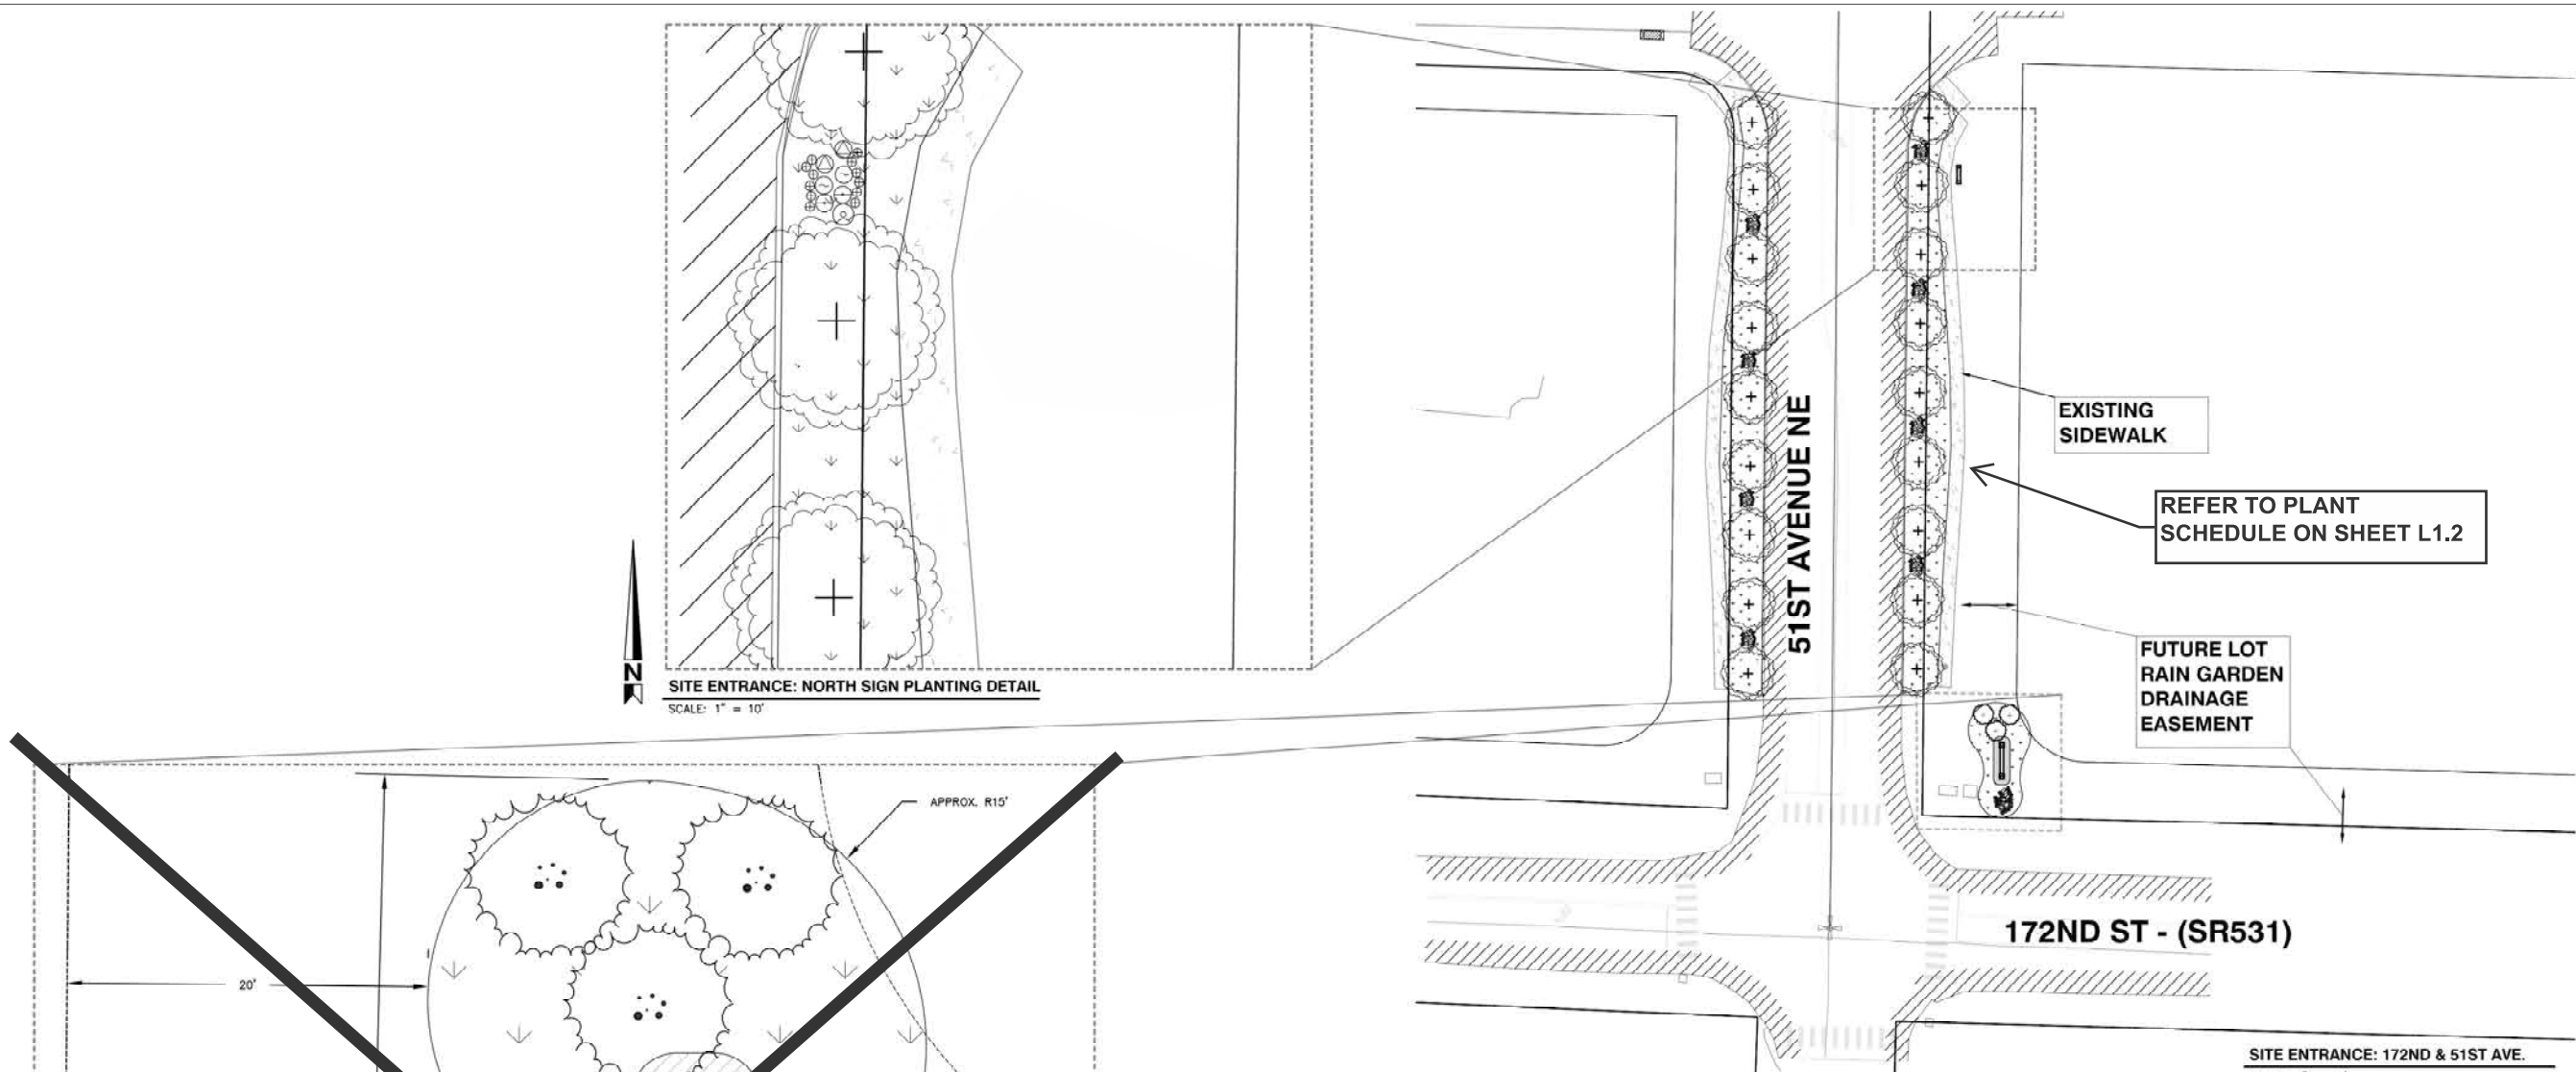 EXISTING
SIDEWALK
REFER TO PLANT
SCHEDULE ON SHEET L1.2
51ST AVENUE NE
FUTURE LOT
RAIN GARDEN
DRAINAGE
EASEMENT
N
SITE ENTRANCE: NORTH SIGN PLANTING DETAIL
SCALE: 1" = 10'
APPROX. R15'
20'
172ND ST - (SR531)
SITE ENTRANCE: 172ND & 51ST AVE.